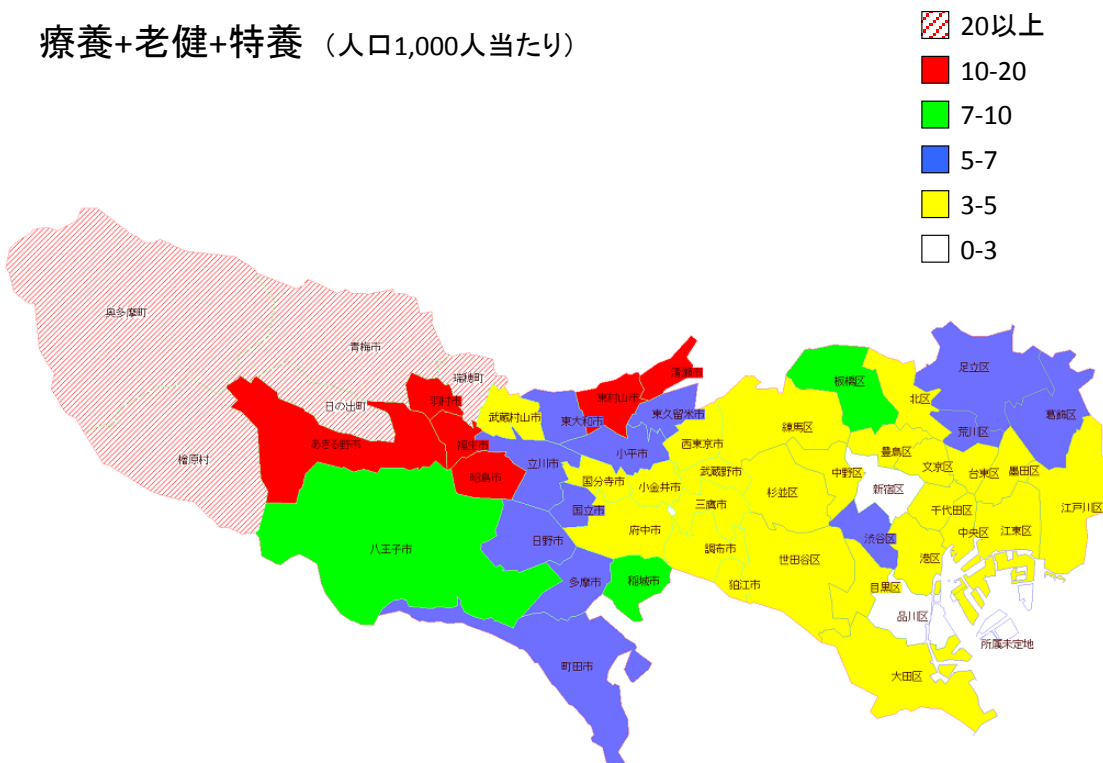 療養+老健+特養 （人口1,000人当たり）
20以上
10-20
7-10
5-7
3-5
0-3
奥多摩町
青梅市
瑞穂町
日の出町
檜原村
羽村市
あきる野市
福生市
昭島市
武蔵村山市
東大和市
東村山市
清瀬市
東久留米市
小平市
西東京市
立川市
国分寺市
小金井市
武蔵野市
三鷹市
国立市
府中市
調布市
狛江市
日野市
八王子市
多摩市
稲城市
町田市
板橋区
練馬区
北区
足立区
葛飾区
荒川区
豊島区
文京区
台東区
墨田区
中野区
新宿区
杉並区
千代田区
中央区
江東区
江戸川区
渋谷区
港区
世田谷区
目黒区
品川区
所属未定地
大田区